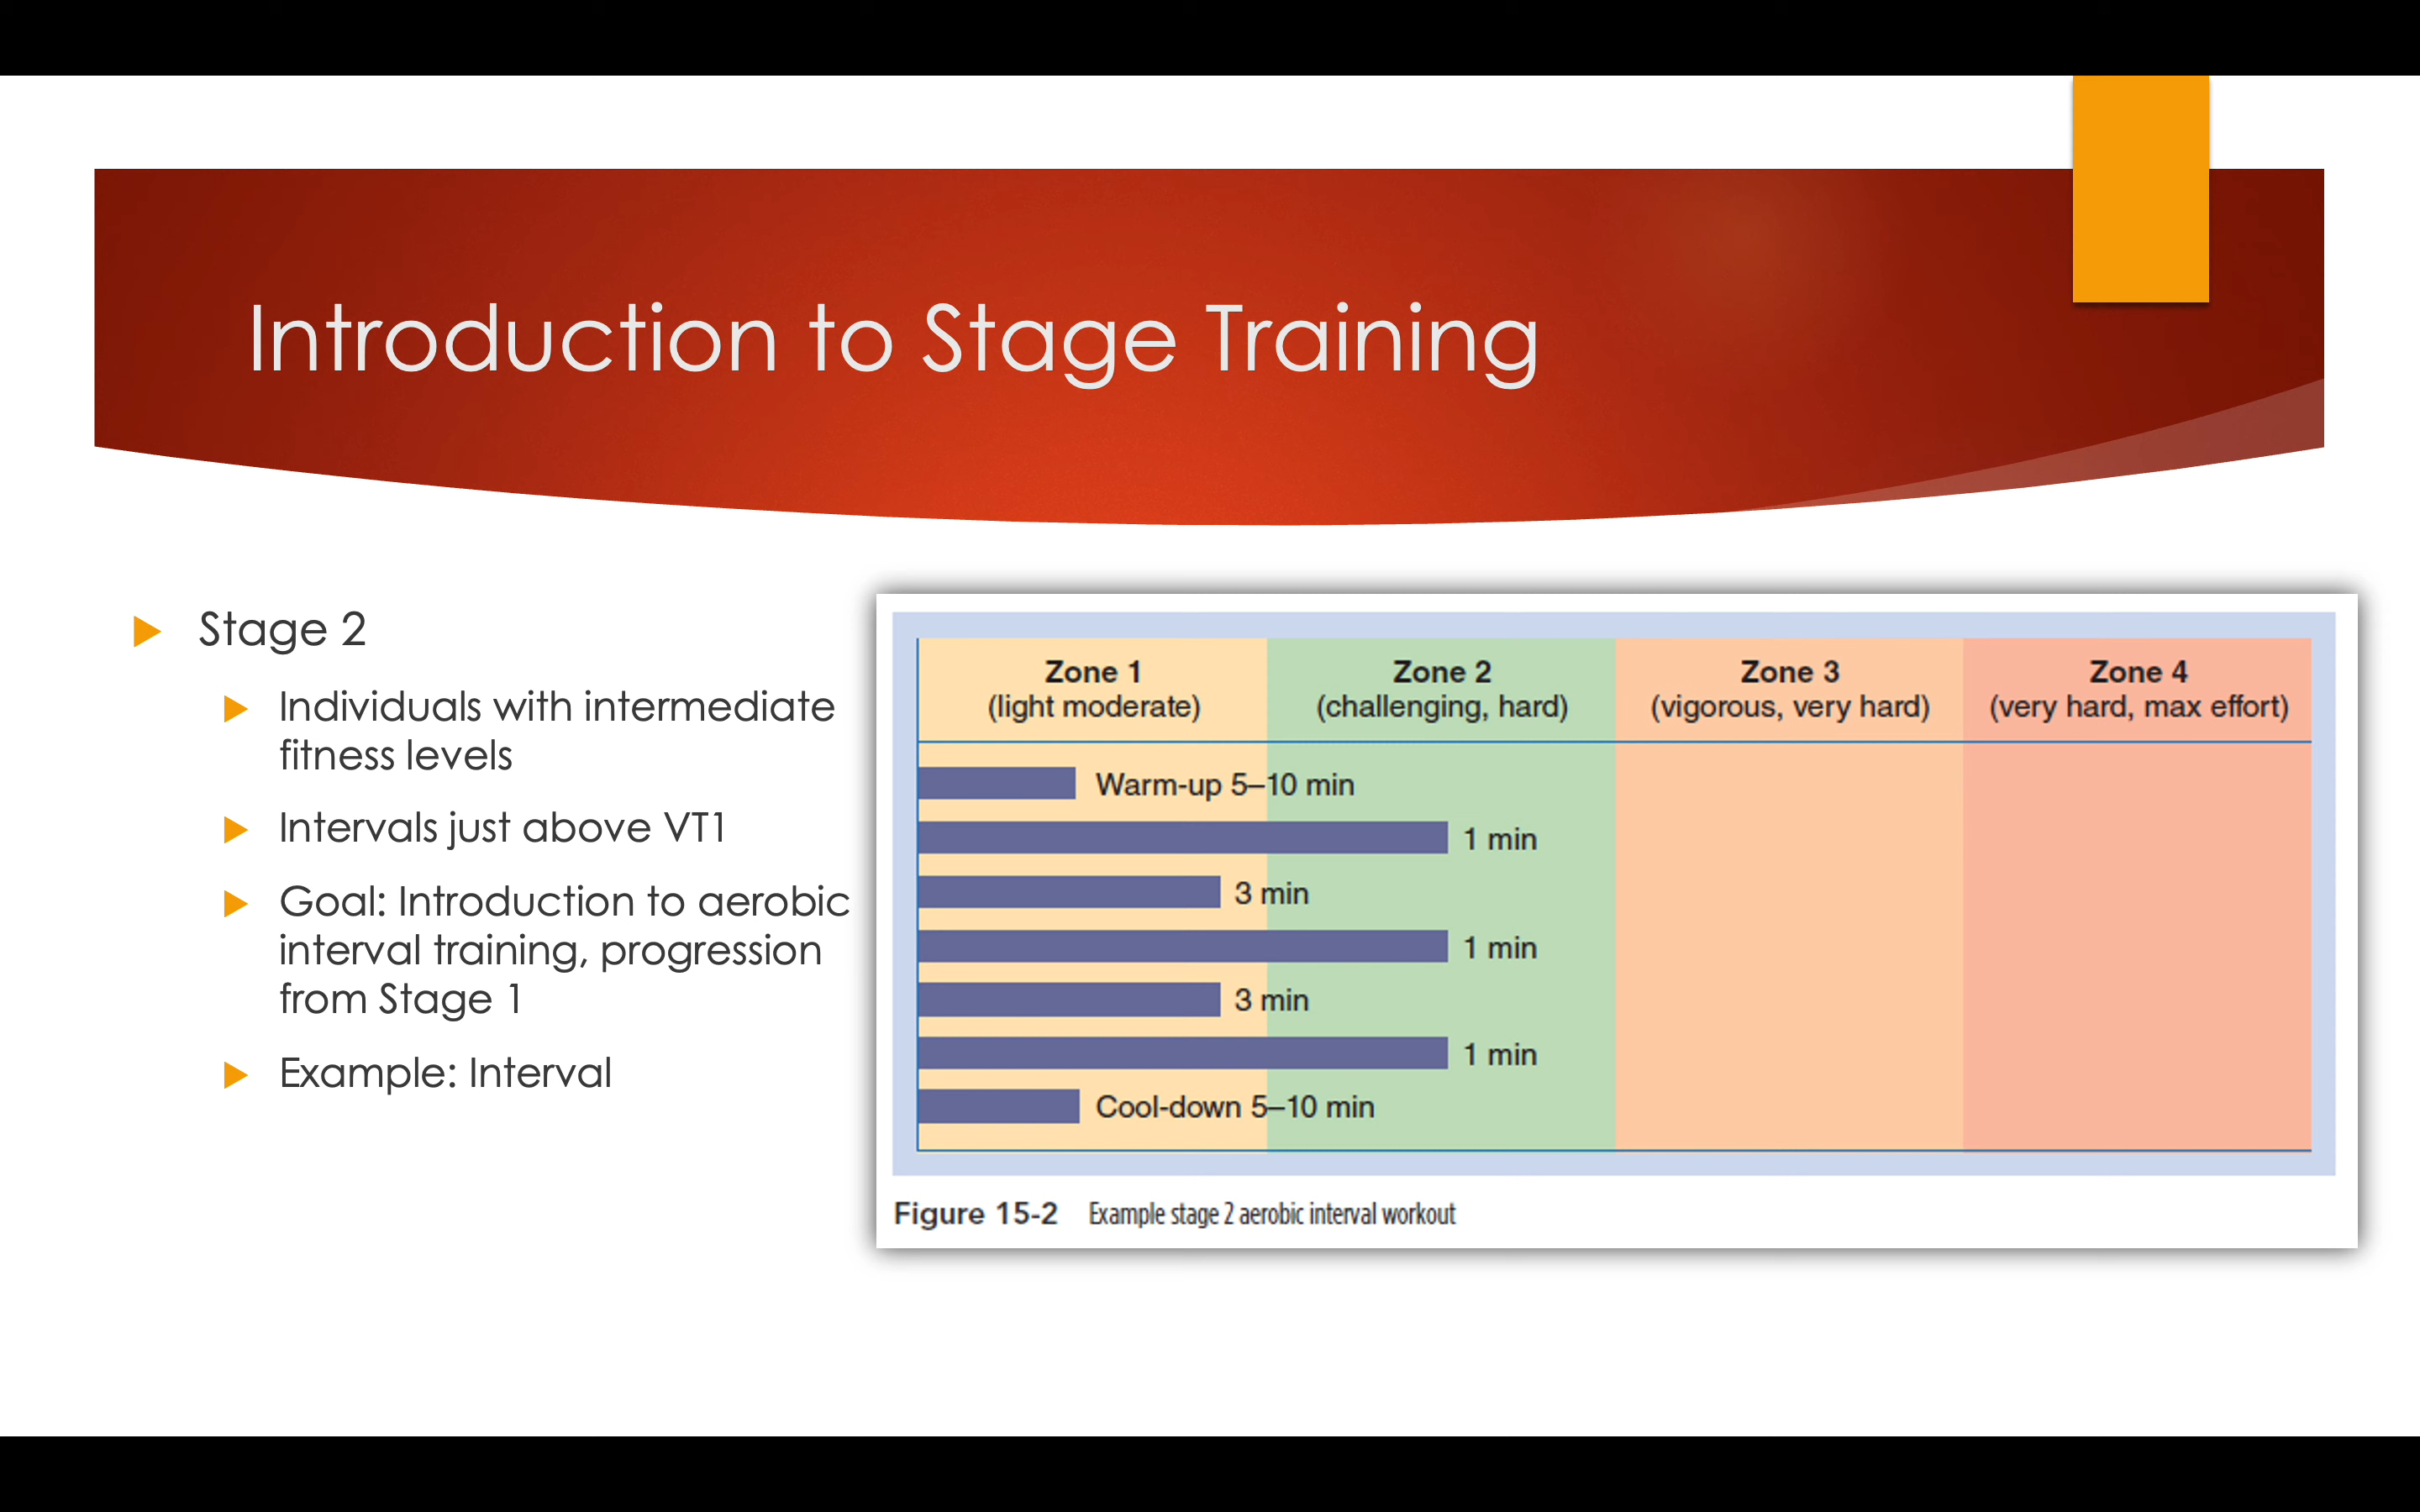 Introduction to Stage Training
Stage 2
Individuals with intermediate
fitness levels
Intervals just above VT1
Goal: Introduction to aerobic
interval training, progression
from Stage 1
Example: Interval
Zone 1
(light moderate)
Zone 2
(challenging, hard)
Zone 3
(vigorous, very hard)
Zone 4
(very hard, max effort)
Warm-up 5–10 min
1 min
3 min
1 min
3 min
1 min
Cool-down 5–10 min
Figure 15-2 Example stage 2 aerobic interval workout